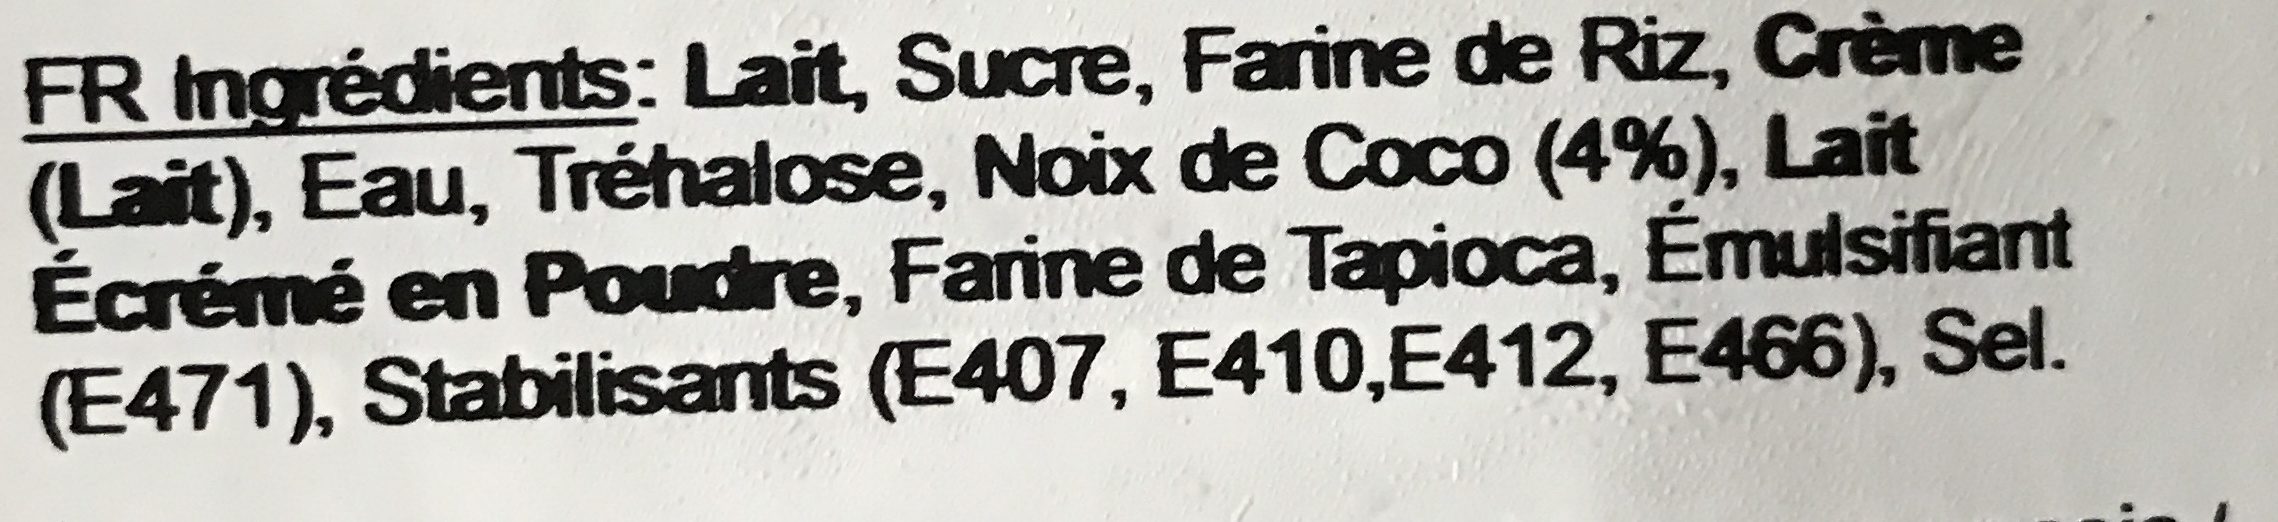 FR Ingrédients: Lait, Sucre, Farine de Riz, Crème
(Lait), Eau, Tréhalose, Noix de Coco (4%), Lait
Écrémé en Poudre, Farine de Tapioca, Émulsifiant
(E471), Stabilisants (E407, E410,E412, E466), Sel.